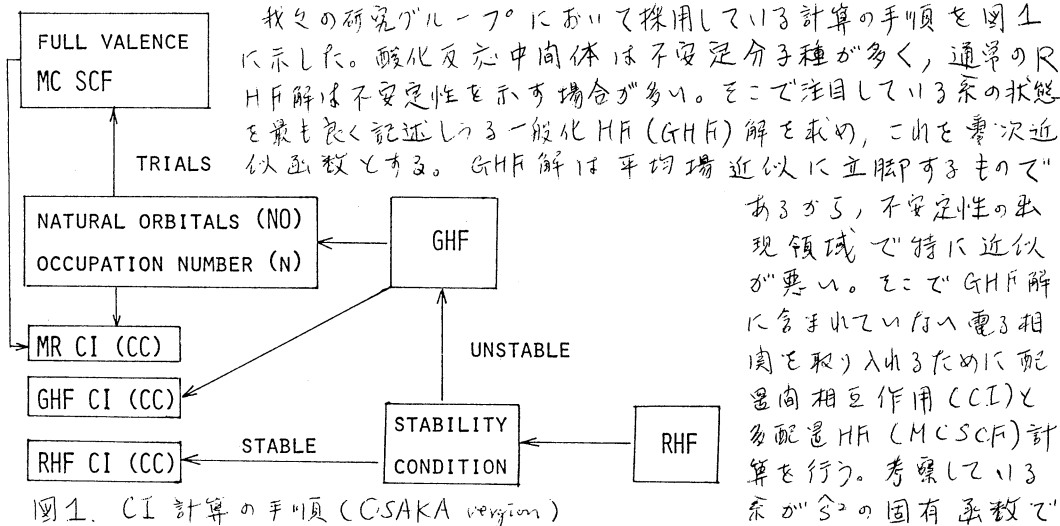 我々の研究グループにおいて採用している計算の手順を図1
に示した。酸化反応中間体は不安定分子種が多く，通常のR
HF解は不安定性を示す場合が多い。そこで注目している系の状態
を最も良く記述しうる一般化HF(GHF)解を求め，これを零次近
似函数とする。GHF解は平均場近似に立脚するもので
あるから，不安定性の出
現領域で特に近似
が悪い。そこでGHF解
に含まれていない電子相
関を取り入れるために配
置間相互作用(CI)と
多配置HF(MCSCF)計
算を行う。考察している
系がŜ²の固有函数で
FULL VALENCE
MC SCF
TRIALS
NATURAL ORBITALS (NO)
OCCUPATION NUMBER (N)
GHF
MR CI (CC)
UNSTABLE
GHF CI (CC)
STABILITY
CONDITION
RHF
STABLE
RHF CI (CC)
図1. CI計算の手順(OSAKA version)